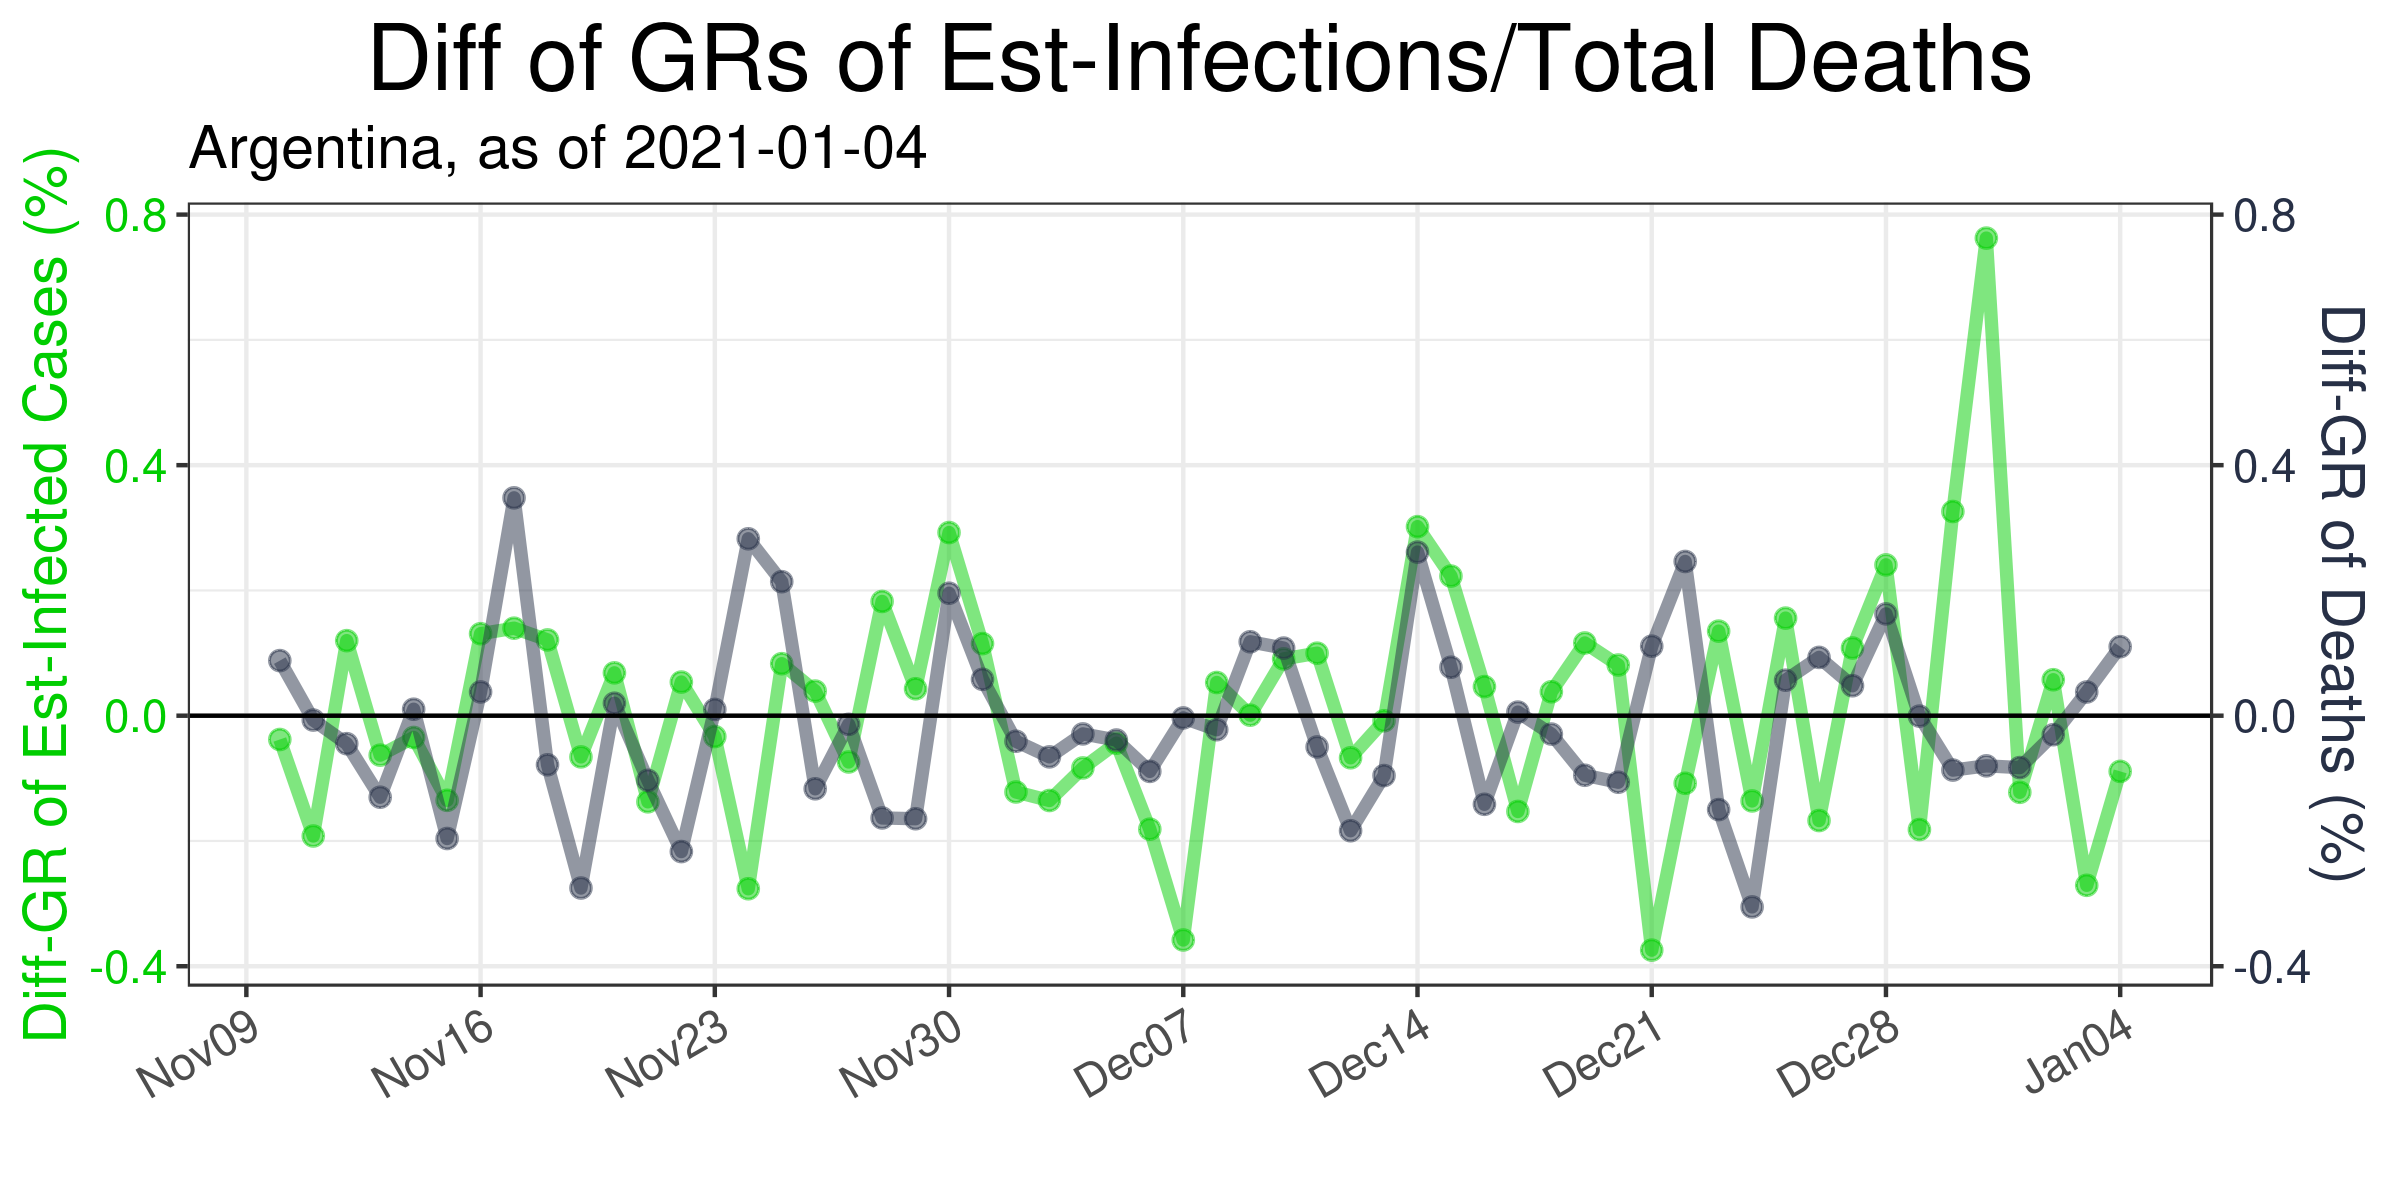 Diff of GRs of Est-Infections/Total Deaths
Argentina, as of 2021-01-04
Diff-GR of Est-Infected Cases (%)
0.8
0.4
0.0
-0.4
0.8
0.4
0.0
-0.4
Diff-GR of Deaths (%)
Nov09
Nov16
Nov23
Nov30
Dec07
Dec14
Dec21
Dec28
Jan04